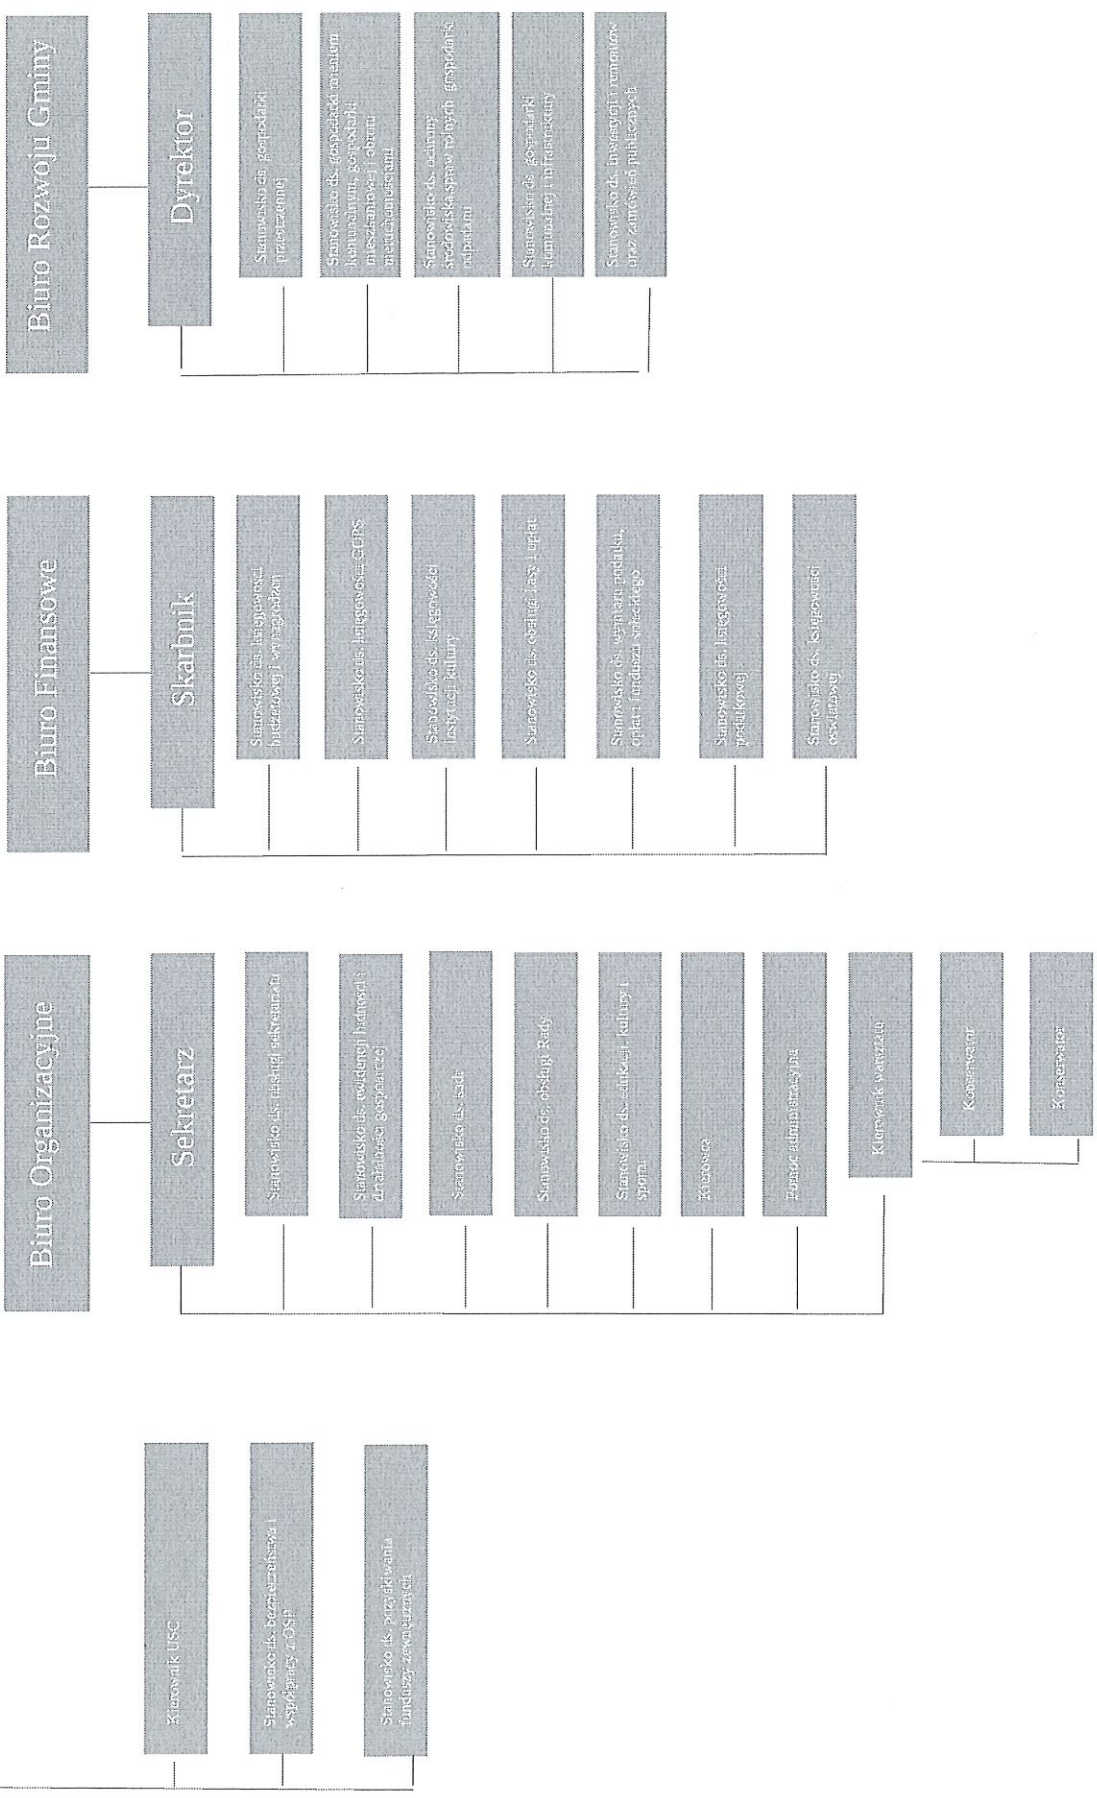 Kierownik USC
Stanowisko ds. bezpieczeństwa i
współpracy z OSP
Stanowisko ds. pozyskiwania
funduszy zewnętrznych
Biuro Organizacyjne
Sekretarz
Stanowisko ds. obsługi sekretariatu
Stanowisko ds. ewidencji ludności i
działalności gospodarczej
Stanowisko ds. kadr
Stanowisko ds. obsługi Rady
Stanowisko ds. edukacji, kultury i
sportu
Kierowca
Pomoc administracyjna
Kierownik warsztatu
Konserwator
Konserwator
Biuro Finansowe
Skarbnik
Stanowisko ds. księgowości
budżetowej i wynagrodzeń
Stanowisko ds. księgowości GOPS
Stanowisko ds. księgowości
instytucji kultury
Stanowisko ds. obsługi kasy i opłat
Stanowisko ds. wymiaru podatku,
opłat i funduszu sołeckiego
Stanowisko ds. księgowości
podatkowej
Stanowisko ds. księgowości
oświatowej
Biuro Rozwoju Gminy
Dyrektor
Stanowisko ds. gospodarki
przestrzennej
Stanowisko ds. gospodarki mieniem
komunalnym, gospodarki
mieszkaniowej i obrotu
nieruchomościami
Stanowisko ds. ochrony
środowiska spraw rolnych gospodarki
odpadami
Stanowisko ds. gospodarki
komunalnej i infrastruktury
Stanowisko ds. inwestycji i remontów
oraz zamówień publicznych